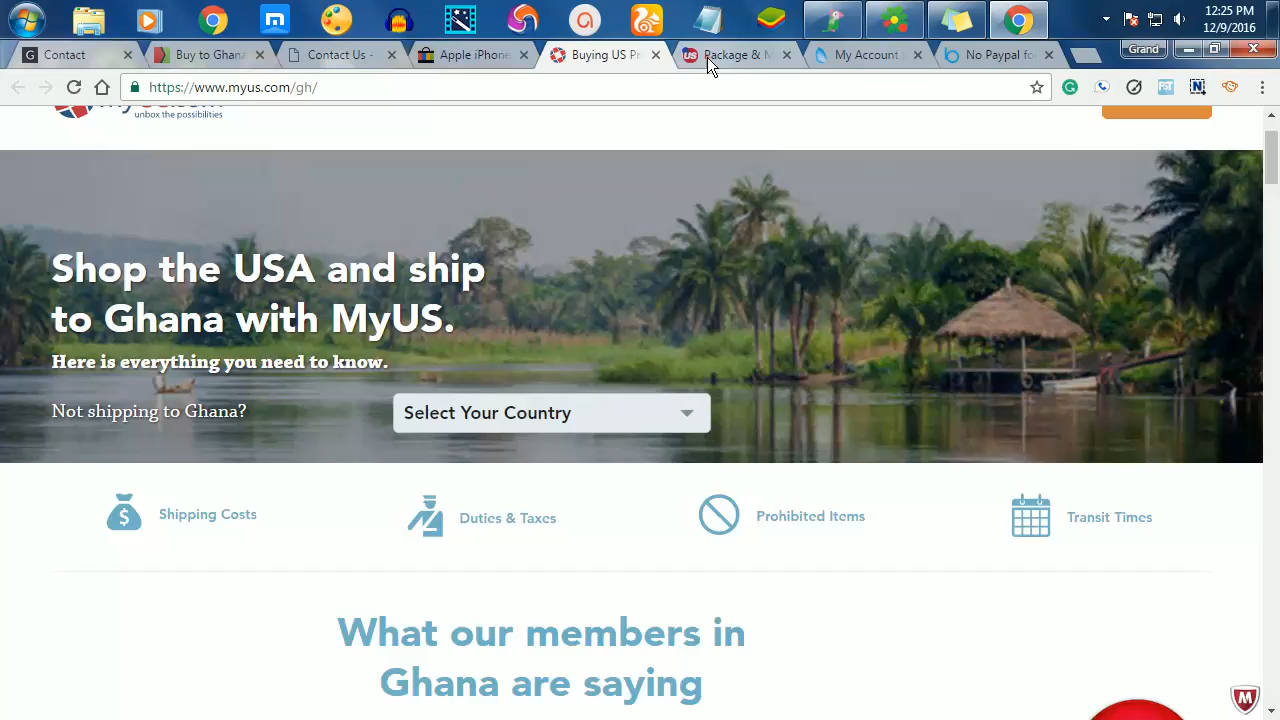 12:25 PM
12/9/2016
Contact
Buy to Ghana
Contact Us -
Apple iPhone
Buying US Pr
Package & M
My Account
No Paypal fo
Grand
https://www.myus.com/gh/
unbox the possibilities
Shop the USA and ship
to Ghana with MyUS.
Here is everything you need to know.
Not shipping to Ghana?
Select Your Country
Shipping Costs
Duties & Taxes
Prohibited Items
Transit Times
What our members in
Ghana are saying